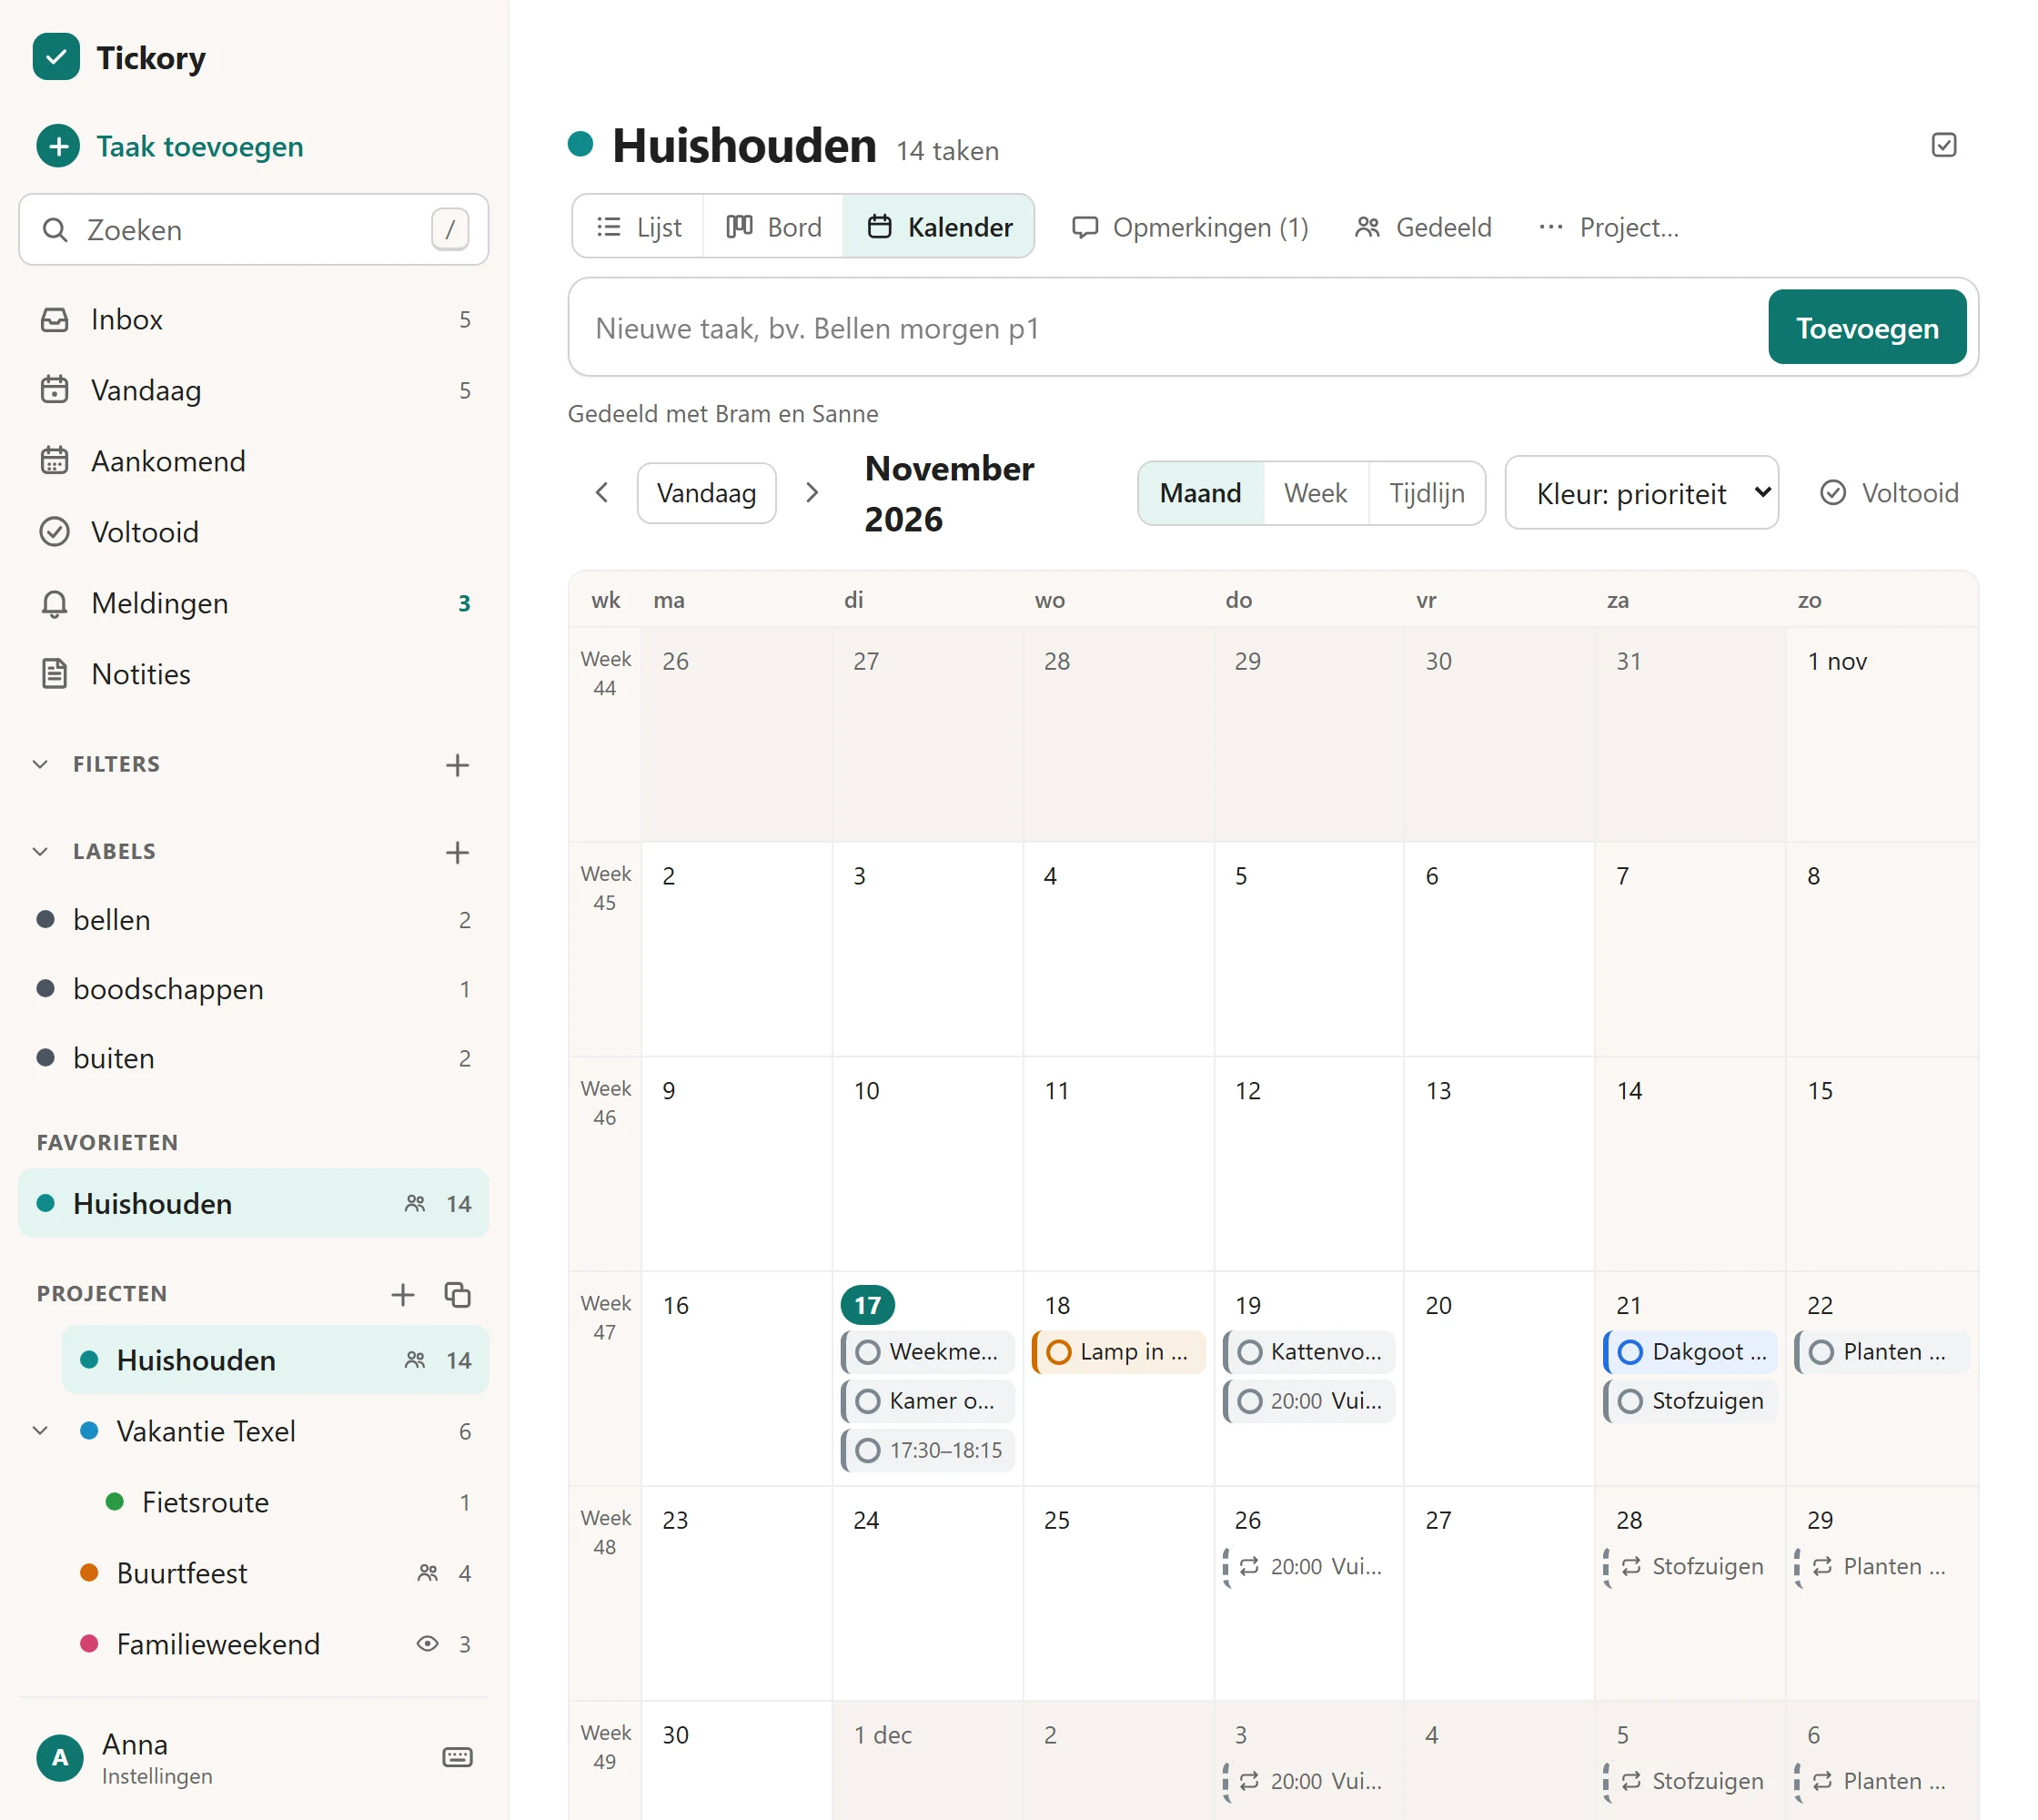 Tickory
Taak toevoegen
Zoeken /
Inbox 5
Vandaag 5
Aankomend
Voltooid
Meldingen 3
Notities
FILTERS
LABELS
bellen 2
boodschappen 1
buiten 2
FAVORIETEN
Huishouden 14
PROJECTEN
Huishouden 14
Vakantie Texel 6
Fietsroute 1
Buurtfeest 4
Familieweekend 3
A Anna
Instellingen
Huishouden 14 taken
Lijst Bord Kalender Opmerkingen (1) Gedeeld Project...
Nieuwe taak, bv. Bellen morgen p1 Toevoegen
Gedeeld met Bram en Sanne
Vandaag November 2026 Maand Week Tijdlijn Kleur: prioriteit Voltooid
wk ma di wo do vr za zo
Week 44 26 27 28 29 30 31 1 nov
Week 45 2 3 4 5 6 7 8
Week 46 9 10 11 12 13 14 15
Week 47 16 17 18 19 20 21 22
Weekme... Lamp in ... Kattenvo... Dakgoot ... Planten ...
Kamer o... 20:00 Vui... Stofzuigen
17:30–18:15
Week 48 23 24 25 26 27 28 29
20:00 Vui... Stofzuigen Planten ...
Week 49 30 1 dec 2 3 4 5 6
20:00 Vui... Stofzuigen Planten ...